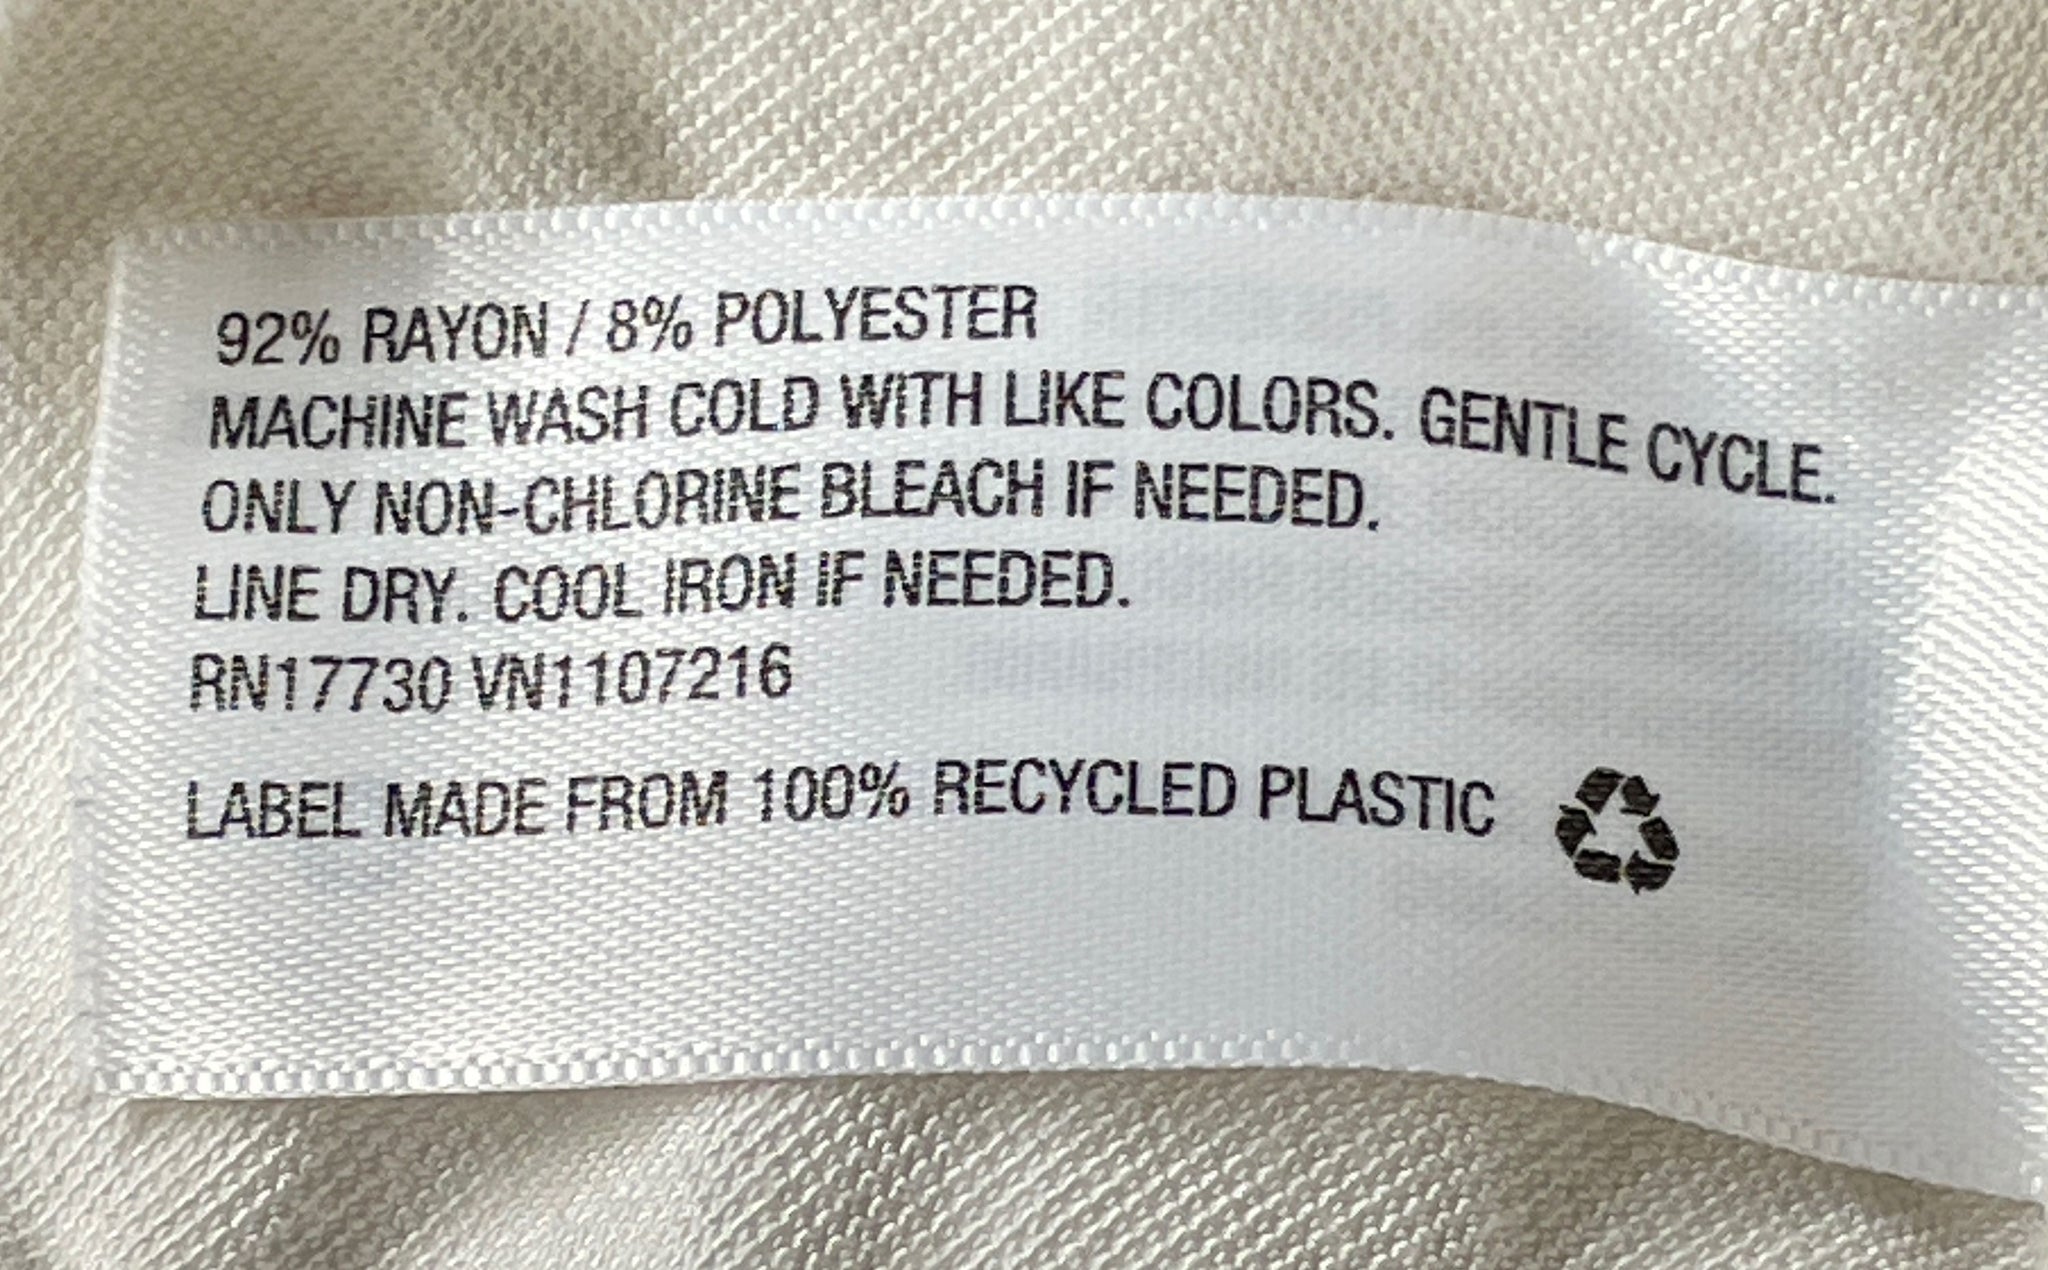 92% RAYON / 8% POLYESTER
MACHINE WASH COLD WITH LIKE COLORS. GENTLE CYCLE.
ONLY NON-CHLORINE BLEACH IF NEEDED.
LINE DRY. COOL IRON IF NEEDED.
RN17730 VN1107216
LABEL MADE FROM 100% RECYCLED PLASTIC